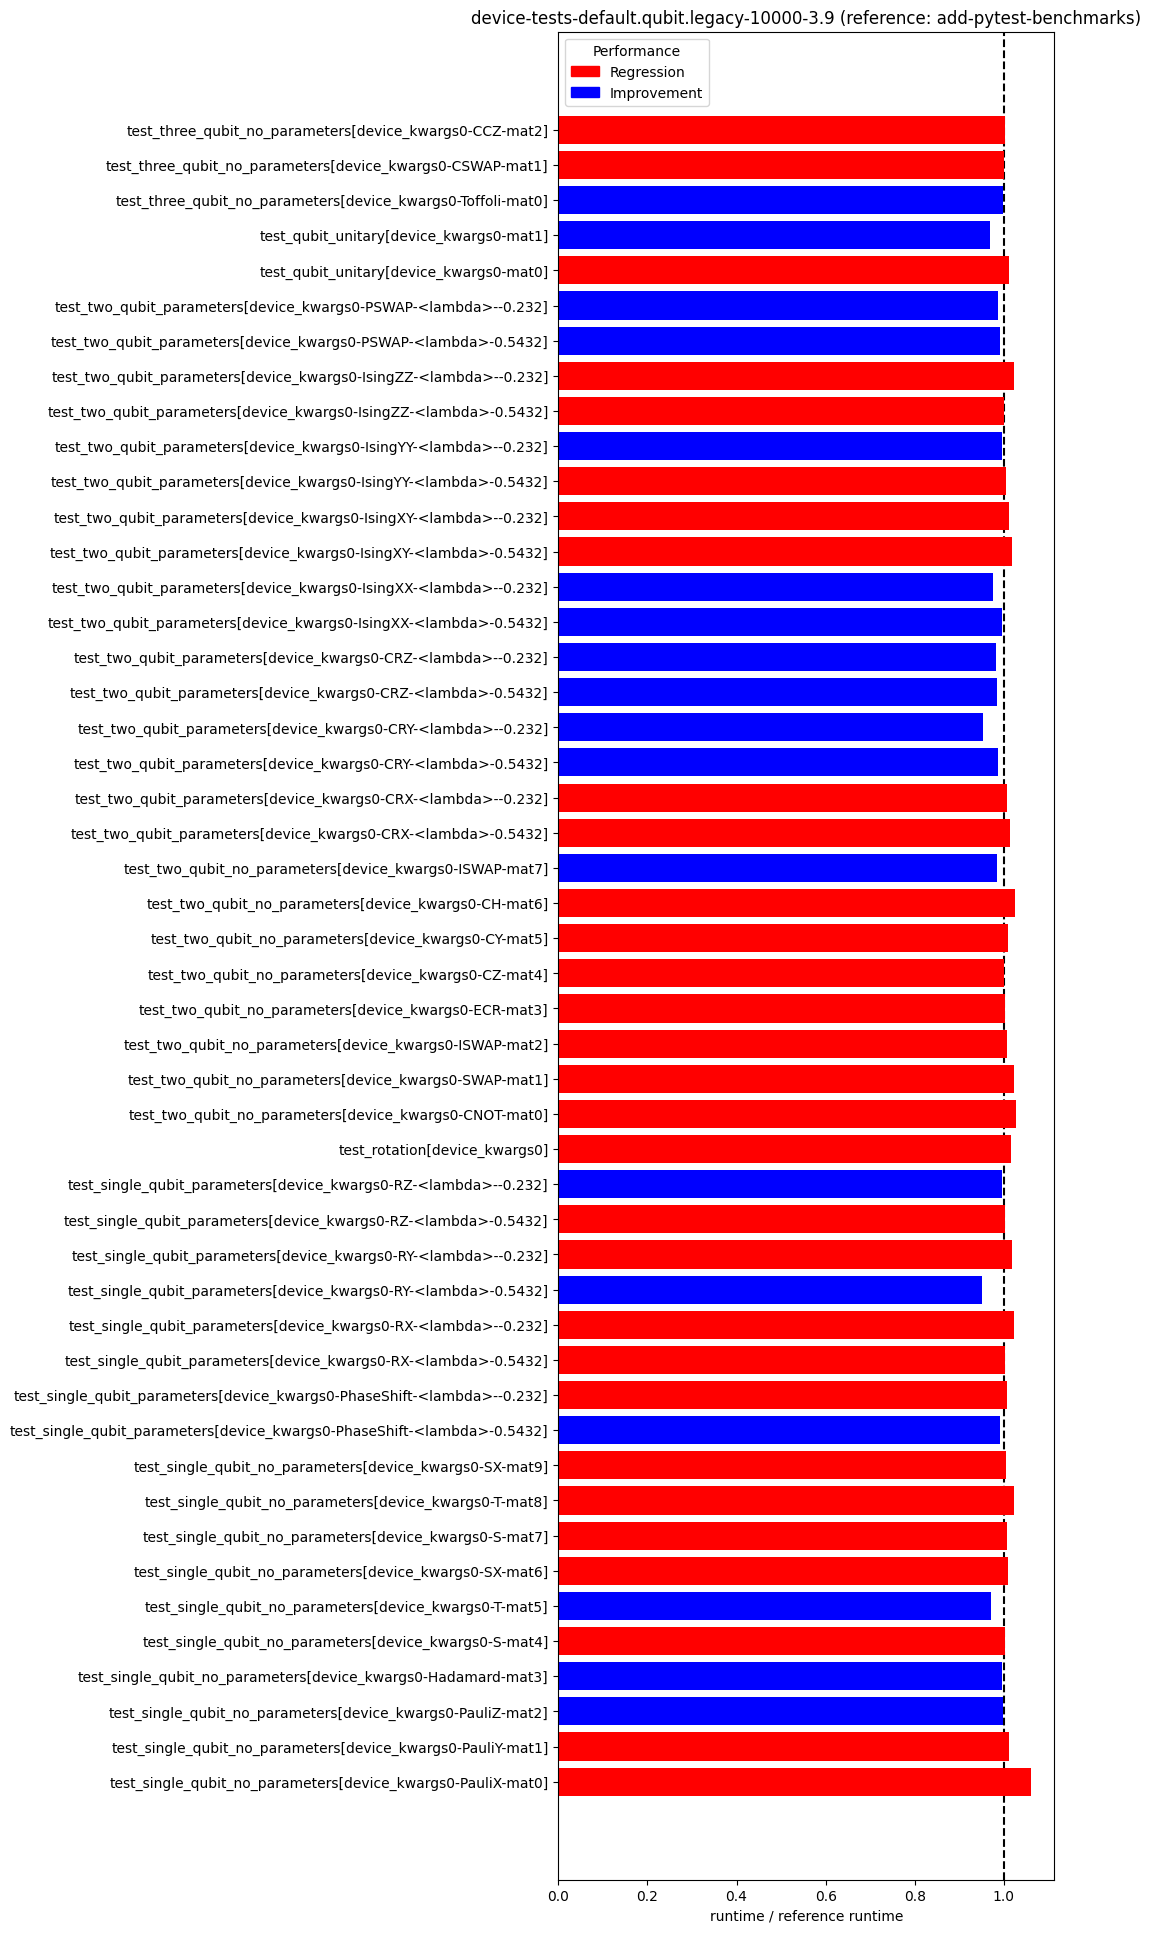 device-tests-default.qubit.legacy-10000-3.9 (reference: add-pytest-benchmarks)
Performance
Regression
Improvement
test_three_qubit_no_parameters[device_kwargs0-CCZ-mat2]
test_three_qubit_no_parameters[device_kwargs0-CSWAP-mat1]
test_three_qubit_no_parameters[device_kwargs0-Toffoli-mat0]
test_qubit_unitary[device_kwargs0-mat1]
test_qubit_unitary[device_kwargs0-mat0]
test_two_qubit_parameters[device_kwargs0-PSWAP-<lambda>--0.232]
test_two_qubit_parameters[device_kwargs0-PSWAP-<lambda>-0.5432]
test_two_qubit_parameters[device_kwargs0-IsingZZ-<lambda>--0.232]
test_two_qubit_parameters[device_kwargs0-IsingZZ-<lambda>-0.5432]
test_two_qubit_parameters[device_kwargs0-IsingYY-<lambda>--0.232]
test_two_qubit_parameters[device_kwargs0-IsingYY-<lambda>-0.5432]
test_two_qubit_parameters[device_kwargs0-IsingXY-<lambda>--0.232]
test_two_qubit_parameters[device_kwargs0-IsingXY-<lambda>-0.5432]
test_two_qubit_parameters[device_kwargs0-IsingXX-<lambda>--0.232]
test_two_qubit_parameters[device_kwargs0-IsingXX-<lambda>-0.5432]
test_two_qubit_parameters[device_kwargs0-CRZ-<lambda>--0.232]
test_two_qubit_parameters[device_kwargs0-CRZ-<lambda>-0.5432]
test_two_qubit_parameters[device_kwargs0-CRY-<lambda>--0.232]
test_two_qubit_parameters[device_kwargs0-CRY-<lambda>-0.5432]
test_two_qubit_parameters[device_kwargs0-CRX-<lambda>--0.232]
test_two_qubit_parameters[device_kwargs0-CRX-<lambda>-0.5432]
test_two_qubit_no_parameters[device_kwargs0-ISWAP-mat7]
test_two_qubit_no_parameters[device_kwargs0-CH-mat6]
test_two_qubit_no_parameters[device_kwargs0-CY-mat5]
test_two_qubit_no_parameters[device_kwargs0-CZ-mat4]
test_two_qubit_no_parameters[device_kwargs0-ECR-mat3]
test_two_qubit_no_parameters[device_kwargs0-ISWAP-mat2]
test_two_qubit_no_parameters[device_kwargs0-SWAP-mat1]
test_two_qubit_no_parameters[device_kwargs0-CNOT-mat0]
test_rotation[device_kwargs0]
test_single_qubit_parameters[device_kwargs0-RZ-<lambda>--0.232]
test_single_qubit_parameters[device_kwargs0-RZ-<lambda>-0.5432]
test_single_qubit_parameters[device_kwargs0-RY-<lambda>--0.232]
test_single_qubit_parameters[device_kwargs0-RY-<lambda>-0.5432]
test_single_qubit_parameters[device_kwargs0-RX-<lambda>--0.232]
test_single_qubit_parameters[device_kwargs0-RX-<lambda>-0.5432]
test_single_qubit_parameters[device_kwargs0-PhaseShift-<lambda>--0.232]
test_single_qubit_parameters[device_kwargs0-PhaseShift-<lambda>-0.5432]
test_single_qubit_no_parameters[device_kwargs0-SX-mat9]
test_single_qubit_no_parameters[device_kwargs0-T-mat8]
test_single_qubit_no_parameters[device_kwargs0-S-mat7]
test_single_qubit_no_parameters[device_kwargs0-SX-mat6]
test_single_qubit_no_parameters[device_kwargs0-T-mat5]
test_single_qubit_no_parameters[device_kwargs0-S-mat4]
test_single_qubit_no_parameters[device_kwargs0-Hadamard-mat3]
test_single_qubit_no_parameters[device_kwargs0-PauliZ-mat2]
test_single_qubit_no_parameters[device_kwargs0-PauliY-mat1]
test_single_qubit_no_parameters[device_kwargs0-PauliX-mat0]
0.0 0.2 0.4 0.6 0.8 1.0
runtime / reference runtime